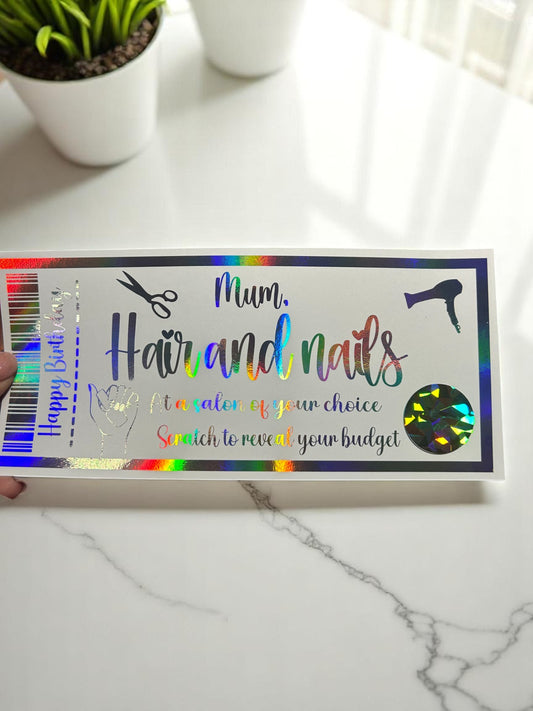 Happy Birthday
Mum,
Hair and nails
At a salon of your choice
Scratch to reveal your budget